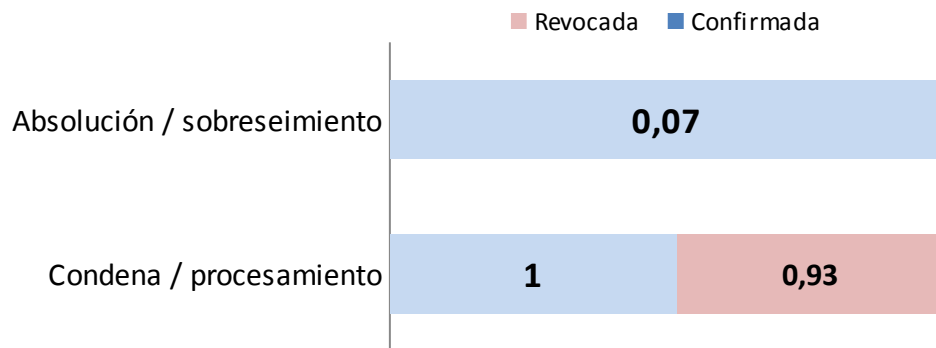 Revocada Confirmada
Absolución / sobreseimiento 0,07
Condena / procesamiento 1 0,93